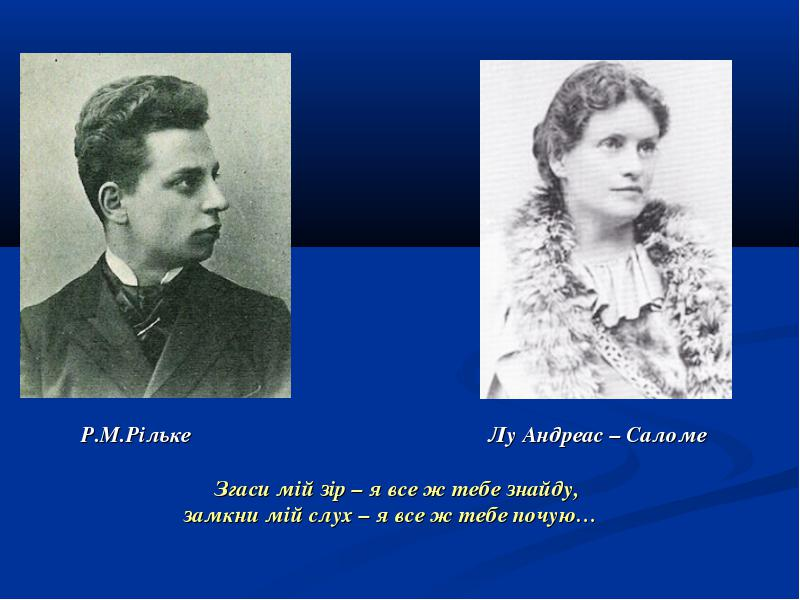 Р.М.Рільке
Лу Андреас – Саломе
Згаси мій зір – я все ж тебе знайду,
замкни мій слух – я все ж тебе почую…